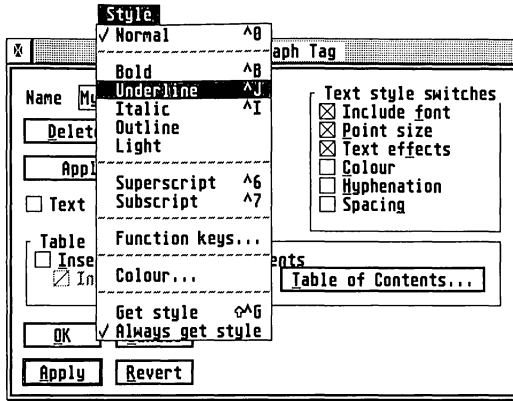 Style
✓ Normal ^0
Bold ^B
Underline ^J
Italic ^I
Outline
Light
Superscript ^6
Subscript ^7
Function keys...
Colour...
Get style ⇧^G
✓ Always get style
aph Tag
Name My
Delet
Appl
Text
Text style switches
Include font
Point size
Text effects
Colour
Hyphenation
Spacing
Table
Inse ents
In
Table of Contents...
OK
Apply Revert